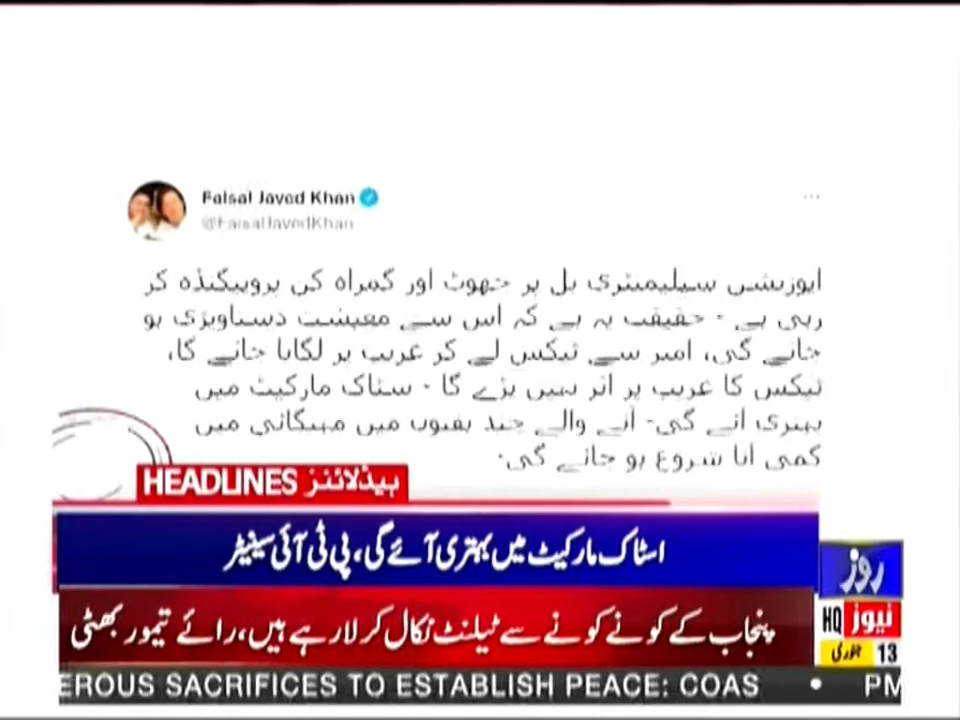 Faisal Javed Khan
@FaisalJavedKhan
اپوزیشن سپلیمینٹری بل پر جھوٹ اور گمراہ کن پروپیگنڈہ کر
رہی ہے - حقیقت یہ ہے کہ اس سے معیشت دستاویزی ہو
جائے گی، امیر سے ٹیکس لے کر غریب پر لگایا جائے گا،
ٹیکس کا غریب پر اثر نہیں پڑے گا - سٹاک مارکیٹ میں
بہتری آئے گی- آنے والے چند ہفتوں میں مہنگائی میں
کمی آنا شروع ہو جائے گی-
HEADLINES ہیڈلائنز
اسٹاک مارکیٹ میں بہتری آئے گی، پی ٹی آئی سینیٹر
پنجاب کے کونے کونے سے ٹیلنٹ نکال کر لا رہے ہیں، رائے تیمور بھٹی
روز
نیوز HQ
13 جنوری
EROUS SACRIFICES TO ESTABLISH PEACE: COAS • PM